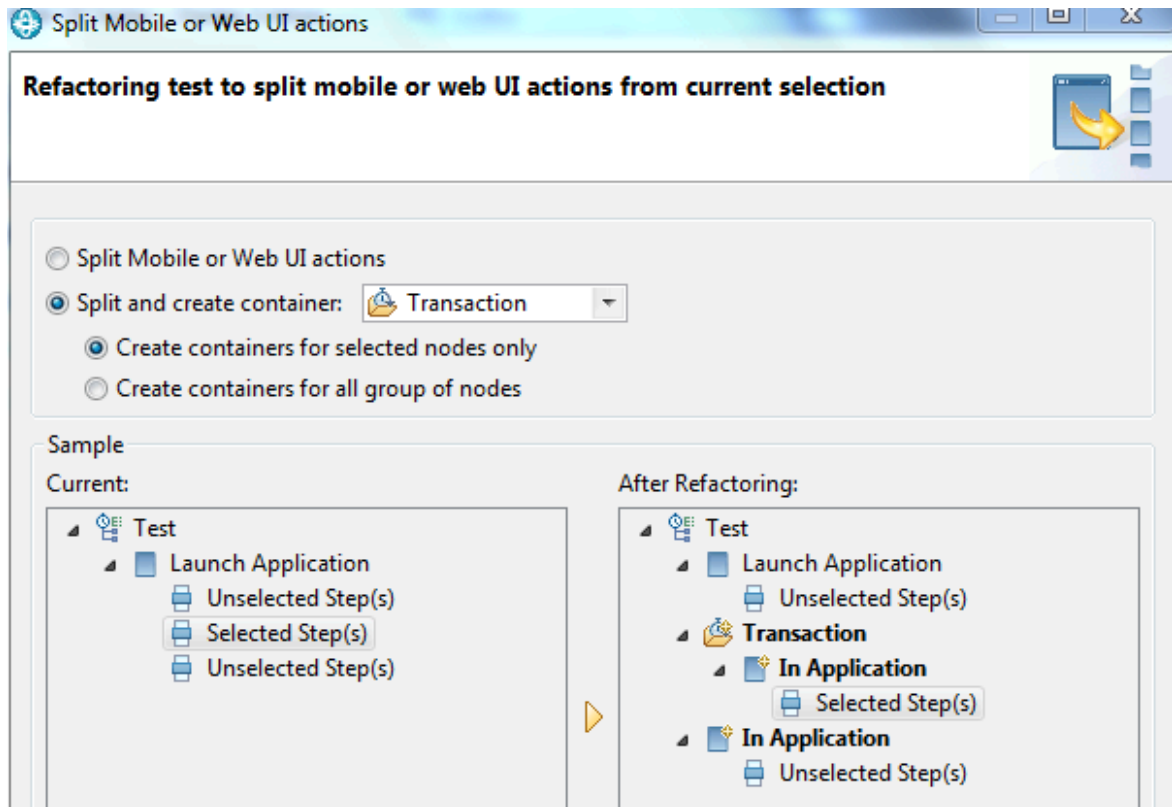 Split Mobile or Web UI actions
Refactoring test to split mobile or web UI actions from current selection
Split Mobile or Web UI actions
Split and create container: Transaction
Create containers for selected nodes only
Create containers for all group of nodes
Sample
Current:
Test
Launch Application
Unselected Step(s)
Selected Step(s)
Unselected Step(s)
After Refactoring:
Test
Launch Application
Unselected Step(s)
Transaction
In Application
Selected Step(s)
In Application
Unselected Step(s)